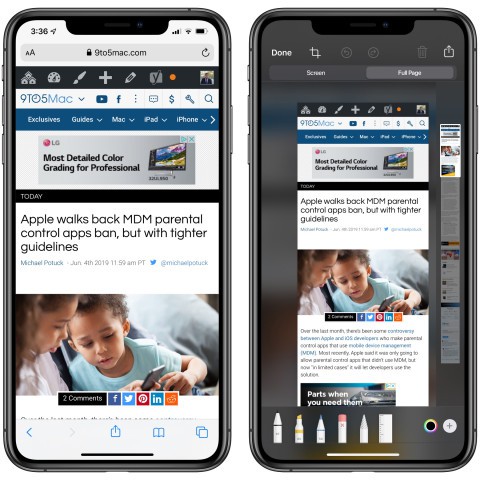 3:36
AA 9to5mac.com
9TO5Mac
Exclusives Guides Mac iPad iPhone
LG
Most Detailed Color
Grading for Professional
TODAY
Apple walks back MDM parental
control apps ban, but with tighter
guidelines
Michael Potuck - Jun. 4th 2019 11:59 am PT @michaelpotuck
2 Comments
Done
Screen Full Page
9TO5Mac
Exclusives Guides Mac iPad iPhone
LG
Most Detailed Color
Grading for Professional
TODAY
Apple walks back MDM parental
control apps ban, but with tighter
guidelines
Michael Potuck - Jun. 4th 2019 11:59 am PT @michaelpotuck
2 Comments
Over the last month, there's been some controversy
between Apple and iOS developers who make parental
control apps that use mobile device management
(MDM). Most recently, Apple said it was only going to
allow parental control apps that didn't use MDM, but
now "in limited cases" it will let developers use the
solution.
Parts when
you need them